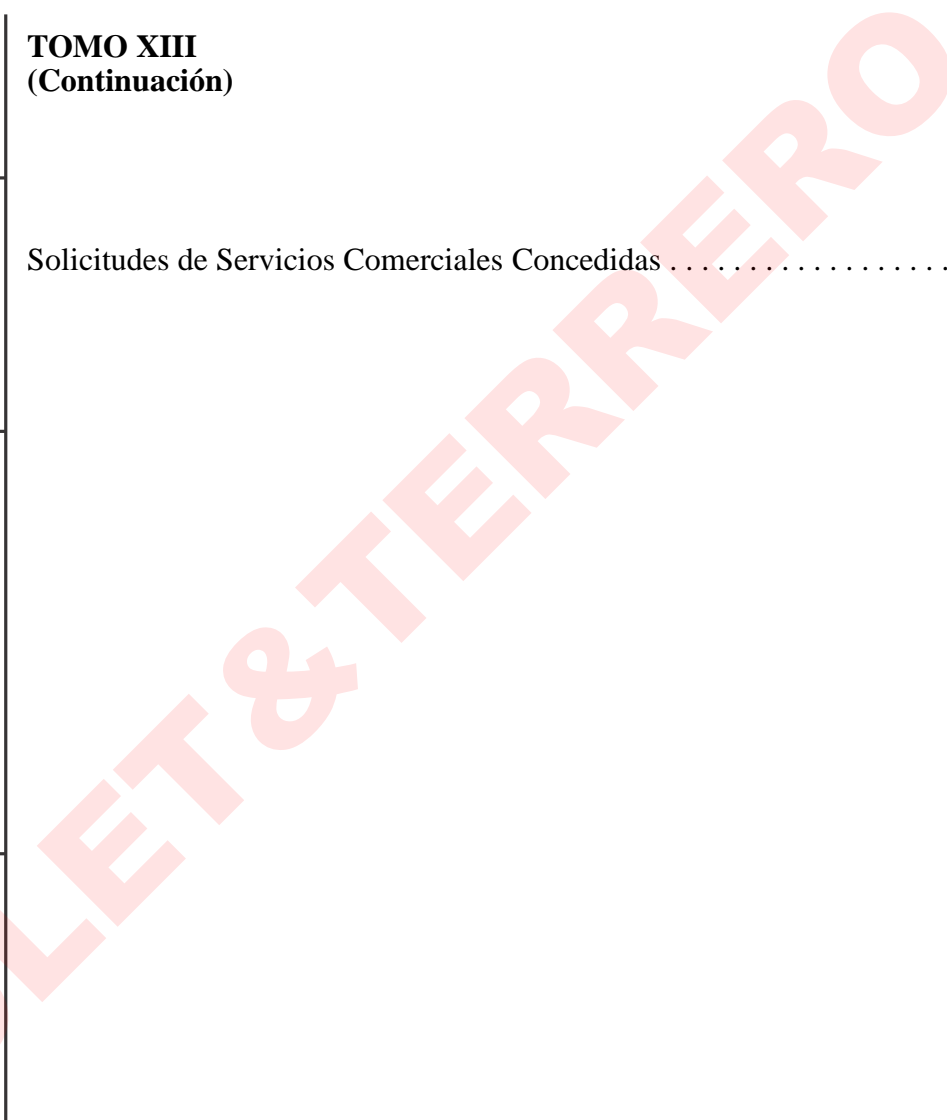 TOMO XIII
(Continuación)
Solicitudes de Servicios Comerciales Concedidas . . . . . . . . . . . . . . . . . .
LET&TERRERO